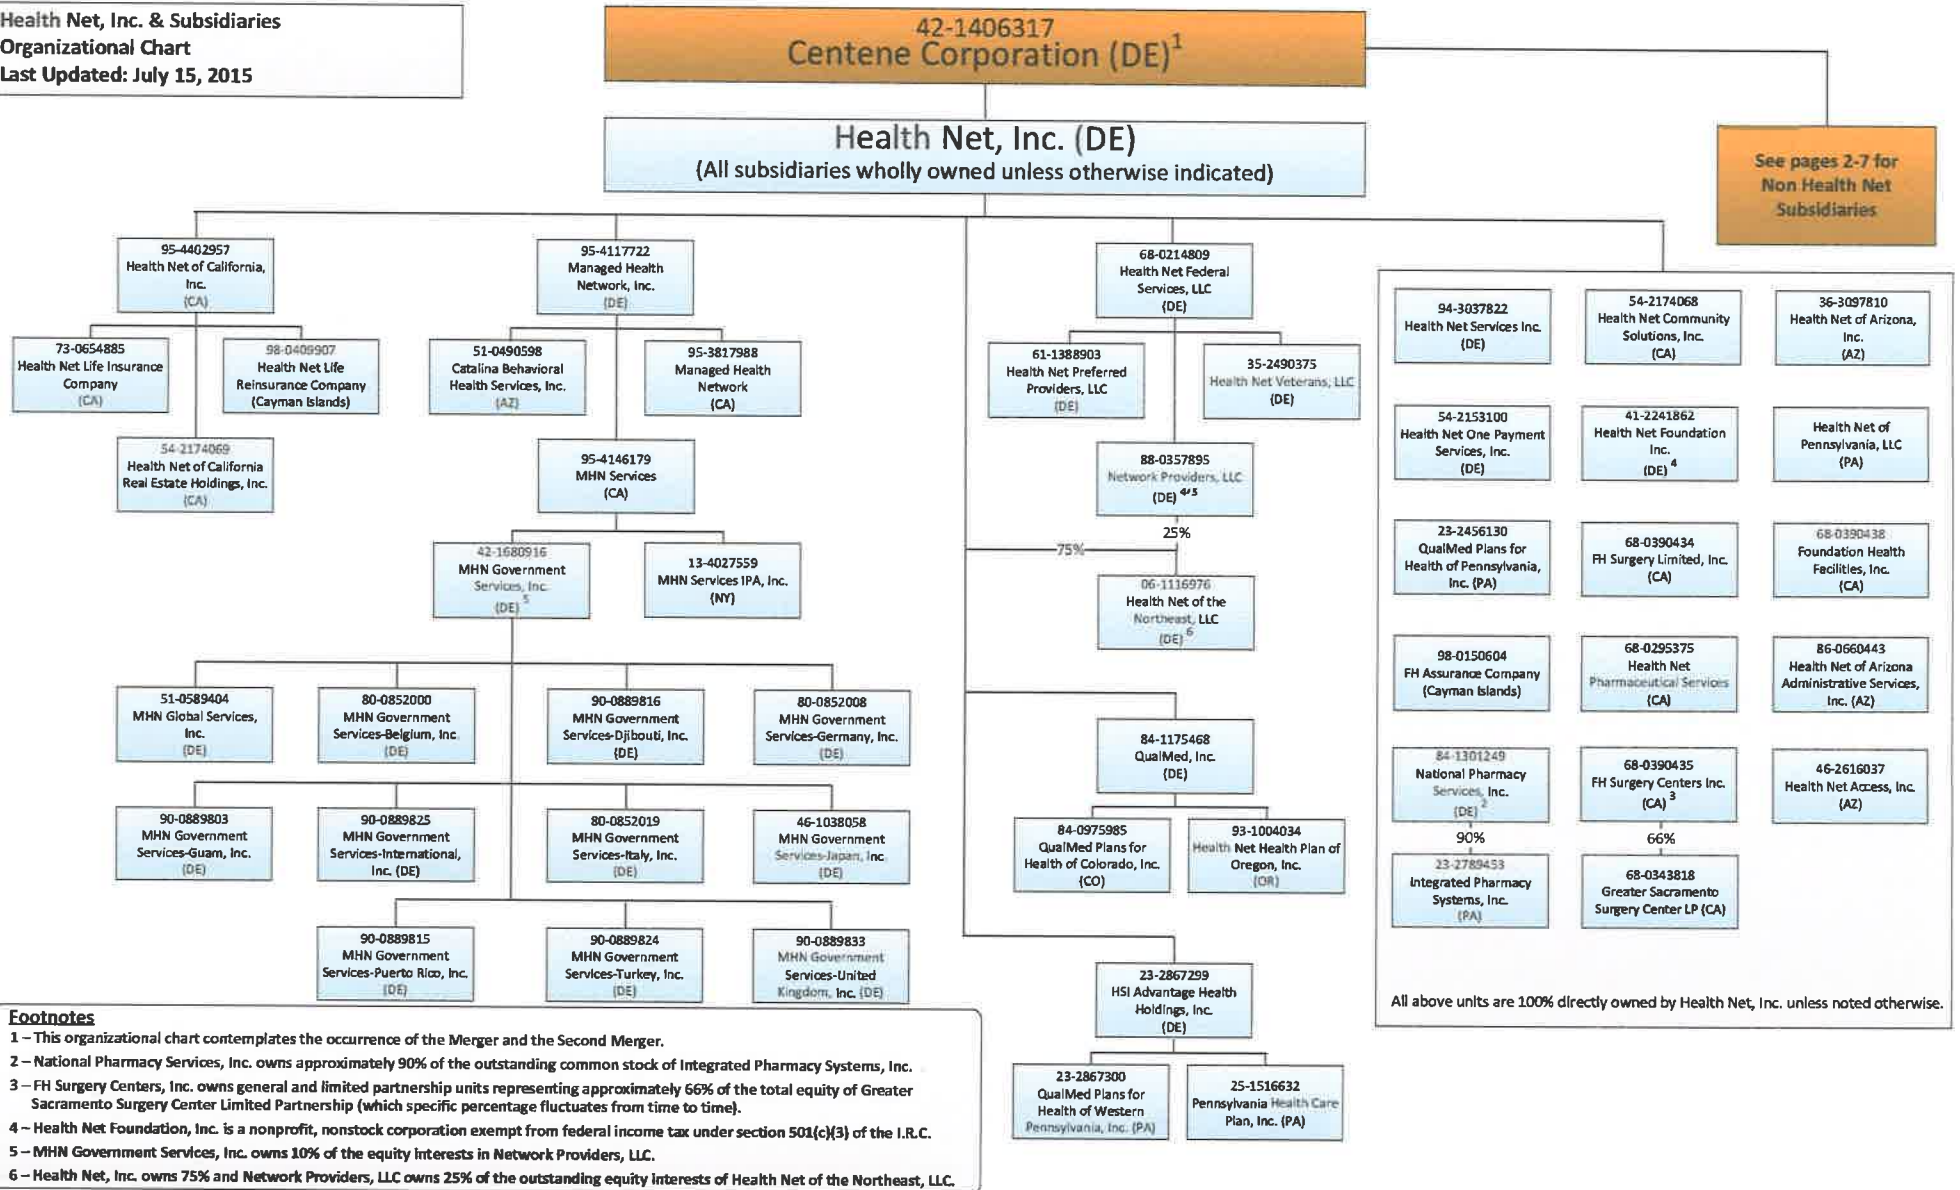 Health Net, Inc. & Subsidiaries
Organizational Chart
Last Updated: July 15, 2015
42-1406317
Centene Corporation (DE)1
Health Net, Inc. (DE)
(All subsidiaries wholly owned unless otherwise indicated)
See pages 2-7 for
Non Health Net
Subsidiaries
95-4402957
Health Net of California,
Inc.
(CA)
73-0654885
Health Net Life Insurance
Company
(CA)
98-0409907
Health Net Life
Reinsurance Company
(Cayman Islands)
54-2174069
Health Net of California
Real Estate Holdings, Inc.
(CA)
95-4117722
Managed Health
Network, Inc.
(DE)
51-0490598
Catalina Behavioral
Health Services, Inc.
(AZ)
95-3817988
Managed Health
Network
(CA)
95-4146179
MHN Services
(CA)
42-1680916
MHN Government
Services, Inc.
(DE) 5
13-4027559
MHN Services IPA, Inc.
(NY)
51-0589404
MHN Global Services,
Inc.
(DE)
80-0852000
MHN Government
Services-Belgium, Inc.
(DE)
90-0889816
MHN Government
Services-Djibouti, Inc.
(DE)
80-0852008
MHN Government
Services-Germany, Inc.
(DE)
90-0889803
MHN Government
Services-Guam, Inc.
(DE)
90-0889825
MHN Government
Services-International,
Inc. (DE)
80-0852019
MHN Government
Services-Italy, Inc.
(DE)
46-1038058
MHN Government
Services-Japan, Inc.
(DE)
90-0889815
MHN Government
Services-Puerto Rico, Inc.
(DE)
90-0889824
MHN Government
Services-Turkey, Inc.
(DE)
90-0889833
MHN Government
Services-United
Kingdom, Inc. (DE)
68-0214809
Health Net Federal
Services, LLC
(DE)
61-1388903
Health Net Preferred
Providers, LLC
(DE)
35-2490375
Health Net Veterans, LLC
(DE)
88-0357895
Network Providers, LLC
(DE) 4,5
25%
75%
06-1116976
Health Net of the
Northeast, LLC
(DE) 6
84-1175468
QualMed, Inc.
(DE)
84-0975985
QualMed Plans for
Health of Colorado, Inc.
(CO)
93-1004034
Health Net Health Plan of
Oregon, Inc.
(OR)
23-2867299
HSI Advantage Health
Holdings, Inc.
(DE)
23-2867300
QualMed Plans for
Health of Western
Pennsylvania, Inc. (PA)
25-1516632
Pennsylvania Health Care
Plan, Inc. (PA)
94-3037822
Health Net Services Inc.
(DE)
54-2174068
Health Net Community
Solutions, Inc.
(CA)
36-3097810
Health Net of Arizona,
Inc.
(AZ)
54-2153100
Health Net One Payment
Services, Inc.
(DE)
41-2241862
Health Net Foundation
Inc.
(DE) 4
Health Net of
Pennsylvania, LLC
(PA)
23-2456130
QualMed Plans for
Health of Pennsylvania,
Inc. (PA)
68-0390434
FH Surgery Limited, Inc.
(CA)
68-0390438
Foundation Health
Facilities, Inc.
(CA)
98-0150604
FH Assurance Company
(Cayman Islands)
68-0295375
Health Net
Pharmaceutical Services
(CA)
86-0660443
Health Net of Arizona
Administrative Services,
Inc. (AZ)
84-1301249
National Pharmacy
Services, Inc.
(DE) 2
68-0390435
FH Surgery Centers Inc.
(CA) 3
46-2616037
Health Net Access, Inc.
(AZ)
90%
66%
23-2789453
Integrated Pharmacy
Systems, Inc.
(PA)
68-0343818
Greater Sacramento
Surgery Center LP (CA)
All above units are 100% directly owned by Health Net, Inc. unless noted otherwise.
Footnotes
1 – This organizational chart contemplates the occurrence of the Merger and the Second Merger.
2 – National Pharmacy Services, Inc. owns approximately 90% of the outstanding common stock of Integrated Pharmacy Systems, Inc.
3 – FH Surgery Centers, Inc. owns general and limited partnership units representing approximately 66% of the total equity of Greater
Sacramento Surgery Center Limited Partnership (which specific percentage fluctuates from time to time).
4 – Health Net Foundation, Inc. is a nonprofit, nonstock corporation exempt from federal income tax under section 501(c)(3) of the I.R.C.
5 – MHN Government Services, Inc. owns 10% of the equity interests in Network Providers, LLC.
6 – Health Net, Inc. owns 75% and Network Providers, LLC owns 25% of the outstanding equity interests of Health Net of the Northeast, LLC.